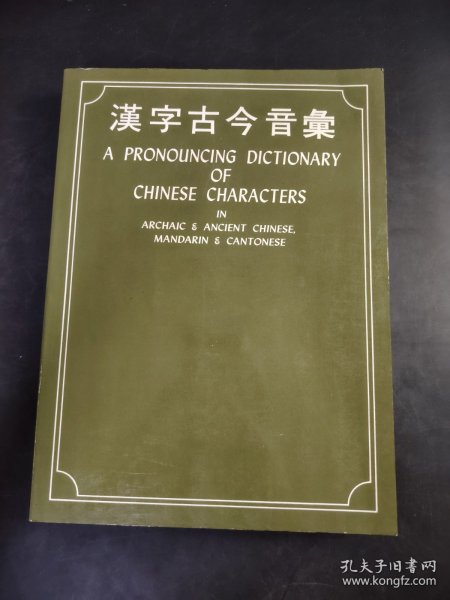 漢字古今音彙
A PRONOUNCING DICTIONARY
OF
CHINESE CHARACTERS
IN
ARCHAIC & ANCIENT CHINESE,
MANDARIN & CANTONESE
孔夫子旧书网
www.kongfz.com